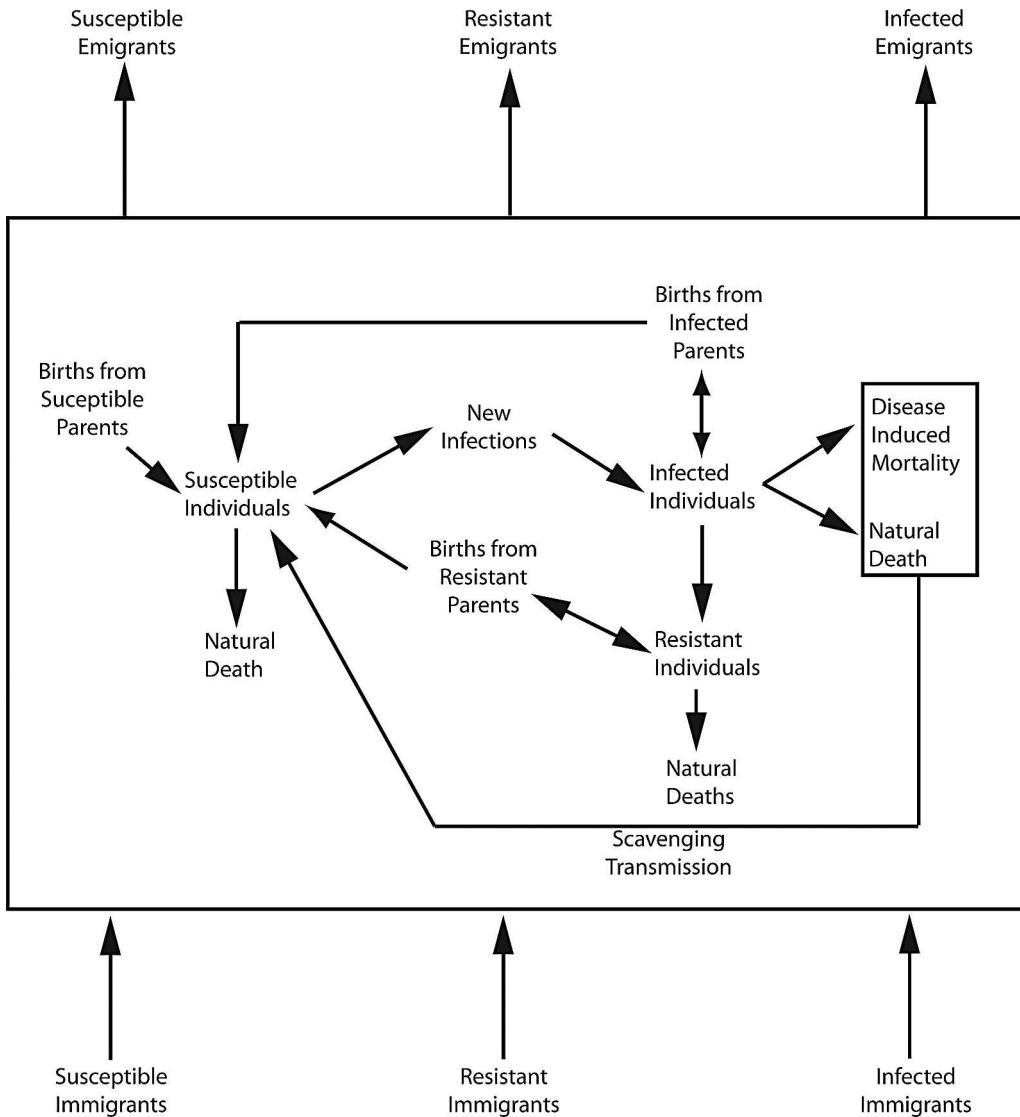 Susceptible
Emigrants
Resistant
Emigrants
Infected
Emigrants
Births from
Infected
Parents
Births from
Suceptible
Parents
New
Infections
Disease
Induced
Mortality
Susceptible
Individuals
Infected
Individuals
Natural
Death
Births from
Resistant
Parents
Natural
Death
Resistant
Individuals
Natural
Deaths
Scavenging
Transmission
Susceptible
Immigrants
Resistant
Immigrants
Infected
Immigrants